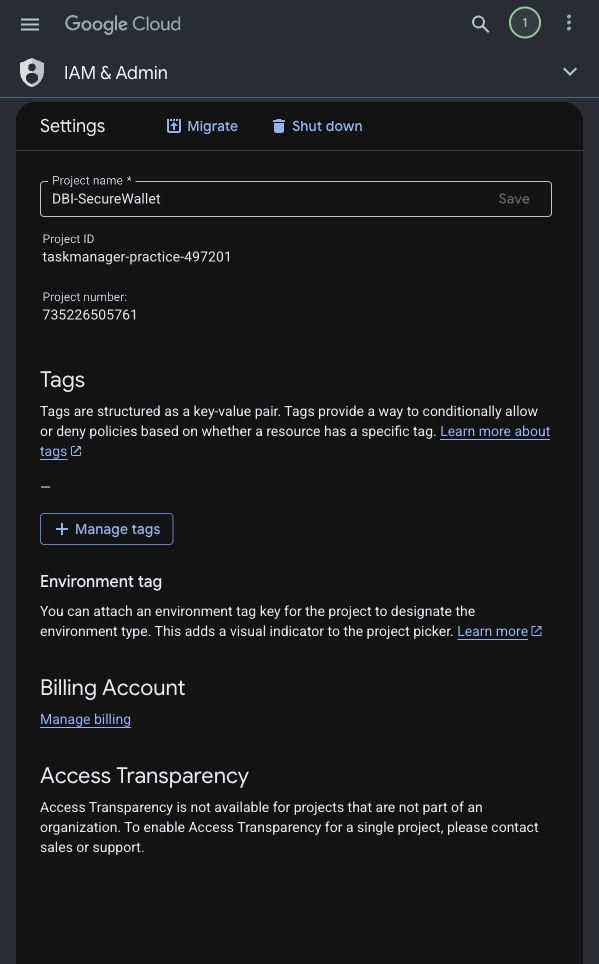 Google Cloud
1
IAM & Admin
Settings
Migrate
Shut down
Project name *
DBI-SecureWallet
Save
Project ID
taskmanager-practice-497201
Project number:
735226505761
Tags
Tags are structured as a key-value pair. Tags provide a way to conditionally allow
or deny policies based on whether a resource has a specific tag. Learn more about
tags
—
Manage tags
Environment tag
You can attach an environment tag key for the project to designate the
environment type. This adds a visual indicator to the project picker. Learn more
Billing Account
Manage billing
Access Transparency
Access Transparency is not available for projects that are not part of an
organization. To enable Access Transparency for a single project, please contact
sales or support.